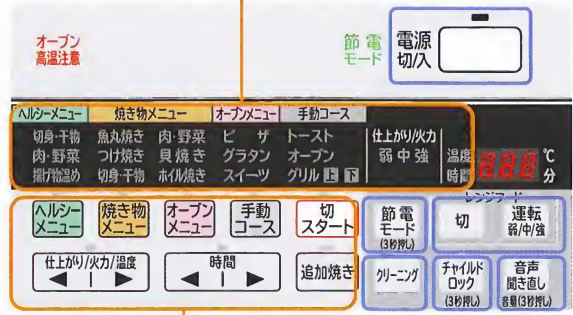 オーブン
高温注意
節電
モード
電源
切/入
ヘルシーメニュー 焼き物メニュー オーブンメニュー 手動コース
切身・干物 魚丸焼き 肉・野菜 ピザ トースト 仕上がり/火力
肉・野菜 つけ焼き 貝焼き グラタン オーブン 弱 中 強 温度 888 ℃
揚げ物温め 切身・干物 ホイル焼き スイーツ グリル 上 下 時間 分
レンジフード
ヘルシー
メニュー
焼き物
メニュー
オーブン
メニュー
手動
コース
切
スタート
節電
モード
(3秒押し)
切
運転
弱/中/強
仕上がり/火力/温度
時間
追加焼き
クリーニング
チャイルド
ロック
(3秒押し)
音声
聞き直し
音量(3秒押し)